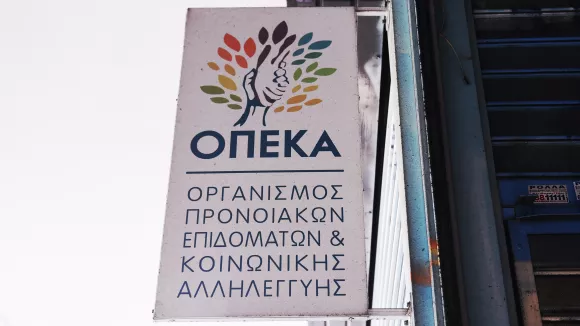 ΟΠΕΚΑ
ΟΡΓΑΝΙΣΜΟΣ
ΠΡΟΝΟΙΑΚΩΝ
ΕΠΙΔΟΜΑΤΩΝ &
ΚΟΙΝΩΝΙΚΗΣ
ΑΛΛΗΛΕΓΓΥΗΣ